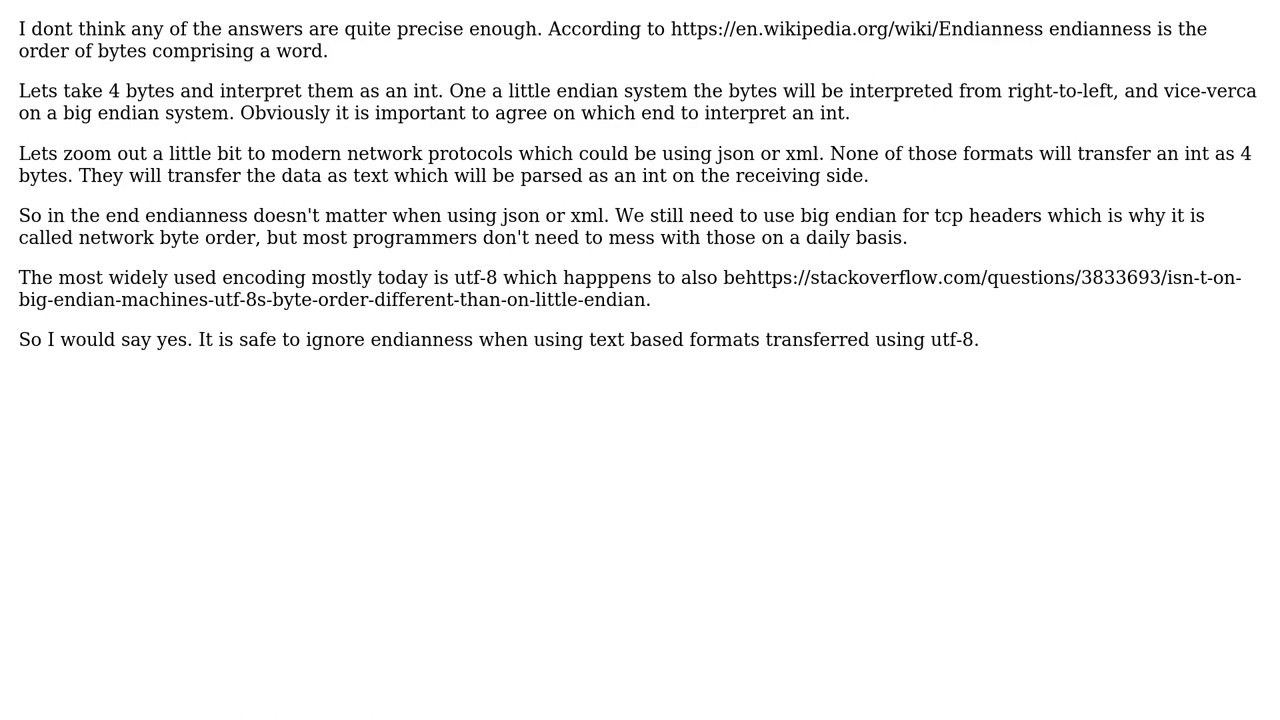 I dont think any of the answers are quite precise enough. According to https://en.wikipedia.org/wiki/Endianness endianness is the
order of bytes comprising a word.
Lets take 4 bytes and interpret them as an int. One a little endian system the bytes will be interpreted from right-to-left, and vice-verca
on a big endian system. Obviously it is important to agree on which end to interpret an int.
Lets zoom out a little bit to modern network protocols which could be using json or xml. None of those formats will transfer an int as 4
bytes. They will transfer the data as text which will be parsed as an int on the receiving side.
So in the end endianness doesn't matter when using json or xml. We still need to use big endian for tcp headers which is why it is
called network byte order, but most programmers don't need to mess with those on a daily basis.
The most widely used encoding mostly today is utf-8 which happpens to also behttps://stackoverflow.com/questions/3833693/isn-t-on-
big-endian-machines-utf-8s-byte-order-different-than-on-little-endian.
So I would say yes. It is safe to ignore endianness when using text based formats transferred using utf-8.